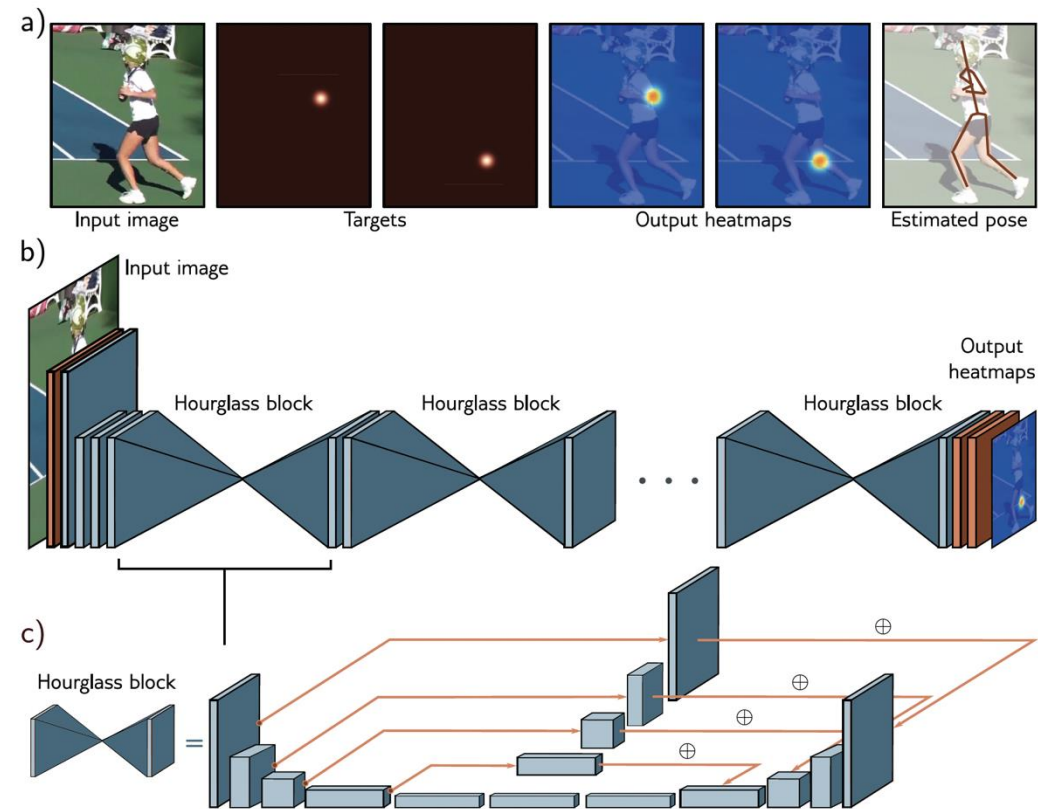 a)
Input image
Targets
Output heatmaps
Estimated pose
b)
Input image
Hourglass block
Hourglass block
Hourglass block
Output
heatmaps
c)
Hourglass block
=